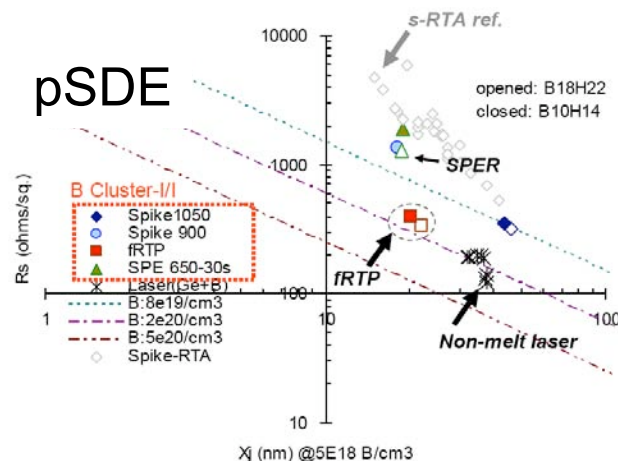 10000
s-RTA ref.
pSDE
opened: B18H22
closed: B10H14
1000
SPER
B Cluster-I/I
Spike1050
Spike 900
fRTP
SPE 650-30s
Laser(Ge+B)
B:8e19/cm3
B:2e20/cm3
B:5e20/cm3
Spike-RTA
Rs (ohms/sq.)
fRTP
100
1
10
100
Non-melt laser
10
Xj (nm) @5E18 B/cm3